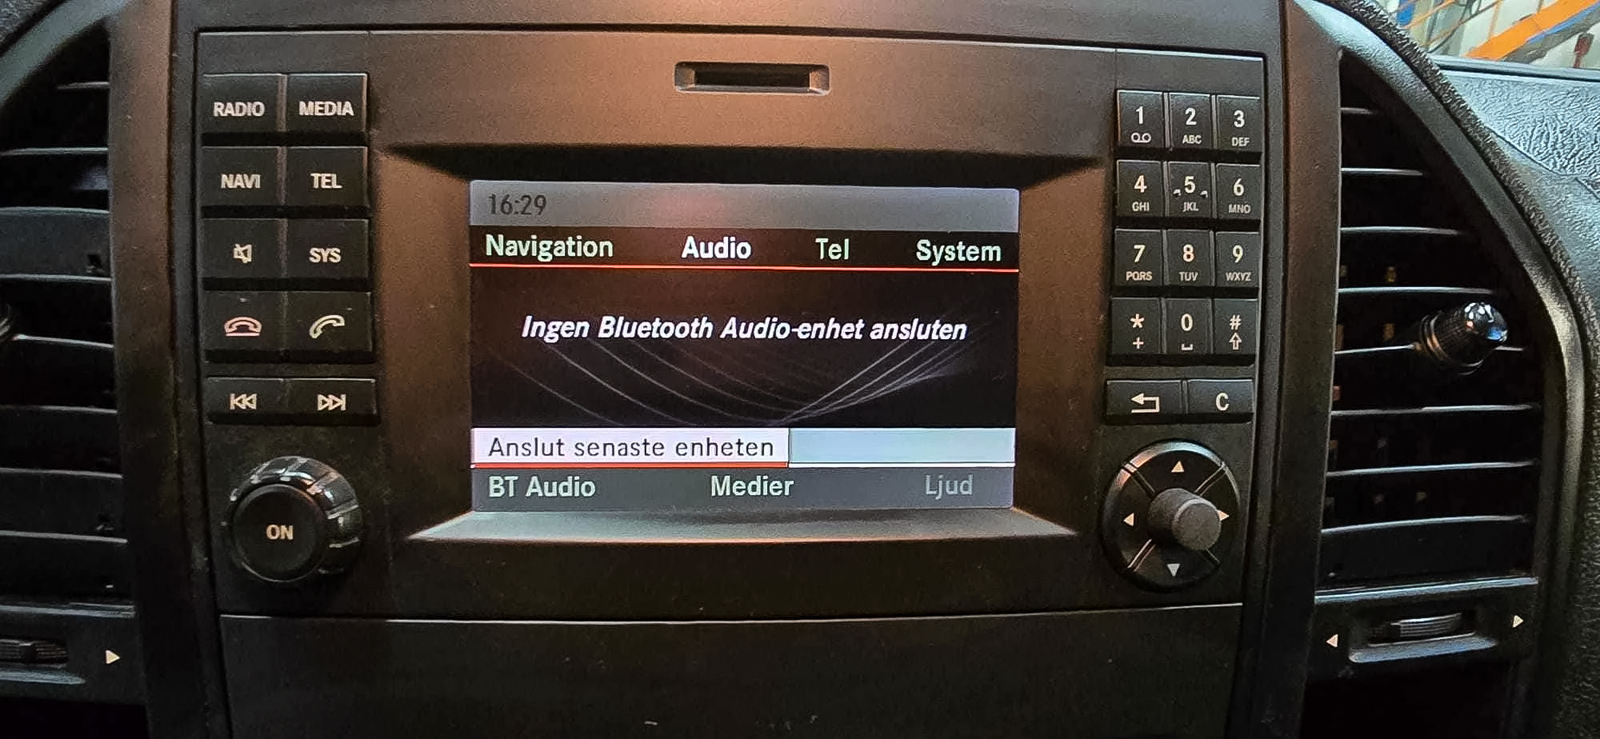 RADIO MEDIA
NAVI TEL
SYS
ON
16:29
Navigation Audio Tel System
Ingen Bluetooth Audio-enhet ansluten
Anslut senaste enheten
BT Audio Medier Ljud
1 2 3
ABC DEF
4 5 6
GHI JKL MNO
7 8 9
PQRS TUV WXYZ
* 0 #
+
C